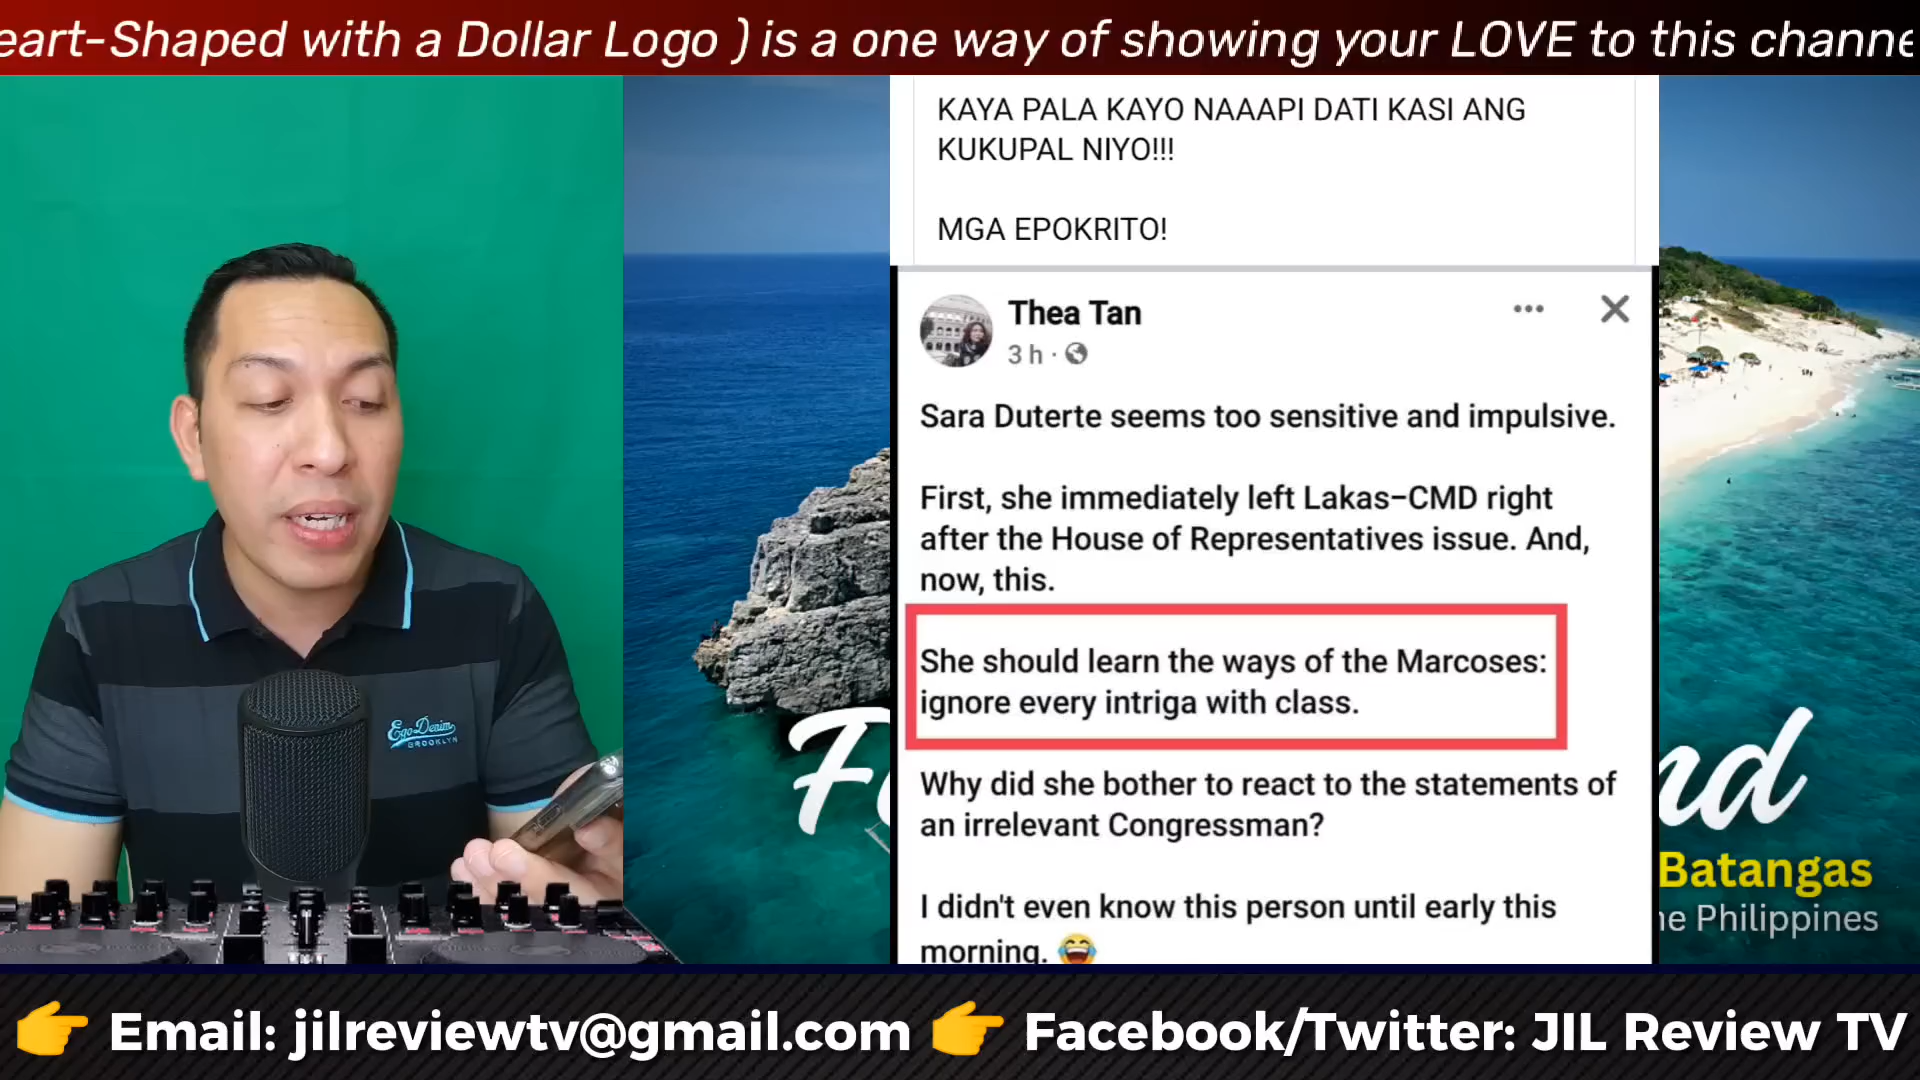 eart-Shaped with a Dollar Logo ) is a one way of showing your LOVE to this channe
KAYA PALA KAYO NAAAPI DATI KASI ANG
KUKUPAL NIYO!!!
MGA EPOKRITO!
Thea Tan
3 h ·
Sara Duterte seems too sensitive and impulsive.
First, she immediately left Lakas-CMD right
after the House of Representatives issue. And,
now, this.
She should learn the ways of the Marcoses:
ignore every intriga with class.
Why did she bother to react to the statements of
an irrelevant Congressman?
I didn't even know this person until early this
morning. 😂
Ego Denim
BROOKLYN
F
nd
Batangas
he Philippines
👉 Email: jilreviewtv@gmail.com 👉 Facebook/Twitter: JIL Review TV